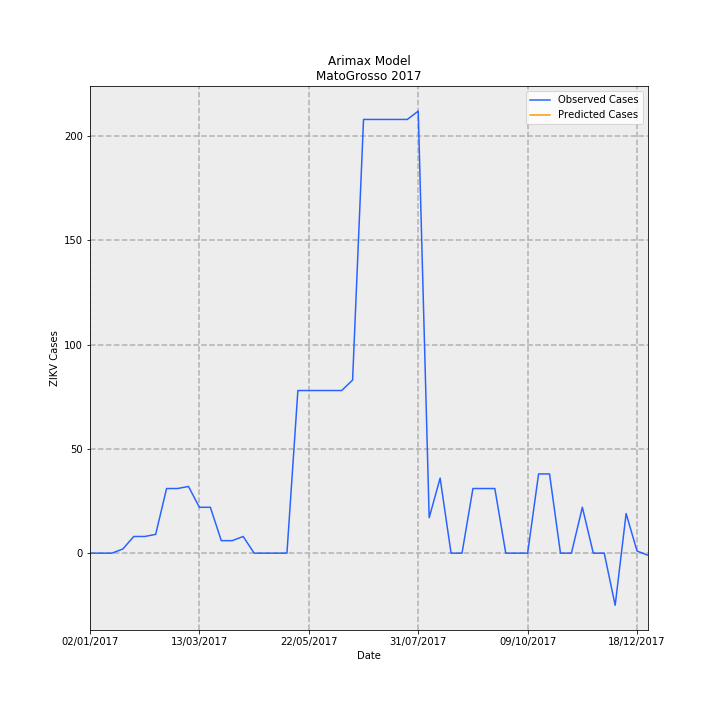 Arimax Model
MatoGrosso 2017
Observed Cases
Predicted Cases
200
150
100
50
0
ZIKV Cases
02/01/2017 13/03/2017 22/05/2017 31/07/2017 09/10/2017 18/12/2017
Date